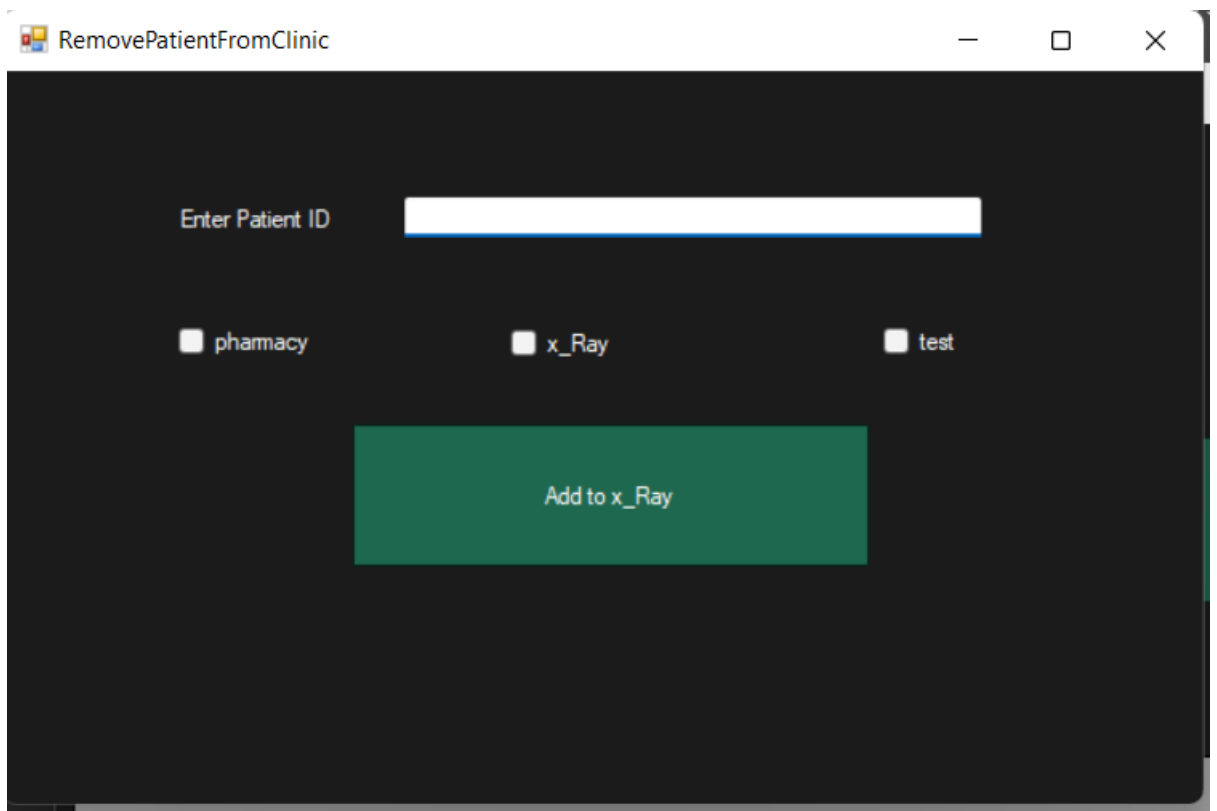 RemovePatientFromClinic
Enter Patient ID
pharmacy x_Ray test
Add to x_Ray